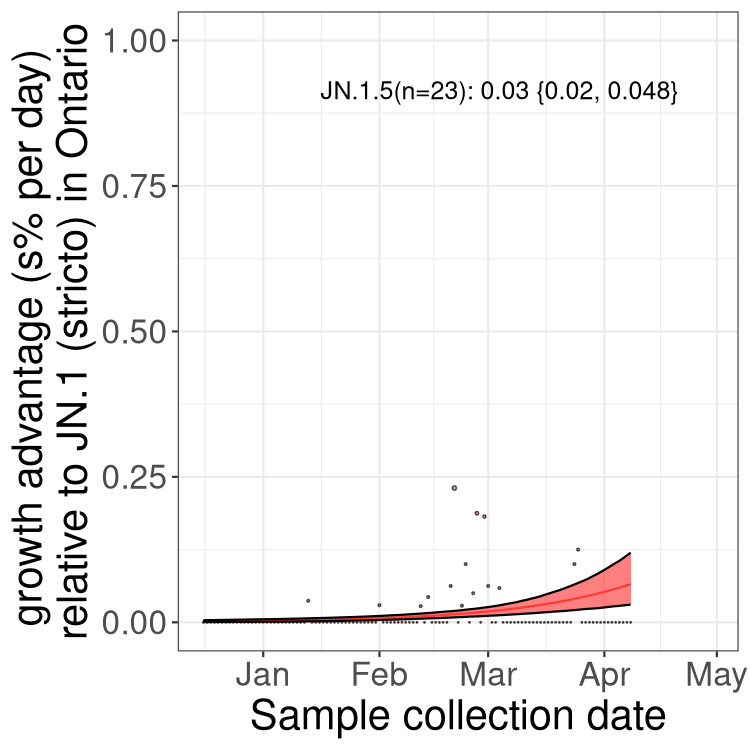 growth advantage (s% per day)
relative to JN.1 (stricto) in Ontario
1.00
0.75
0.50
0.25
0.00
JN.1.5(n=23): 0.03 {0.02, 0.048}
Jan Feb Mar Apr May
Sample collection date